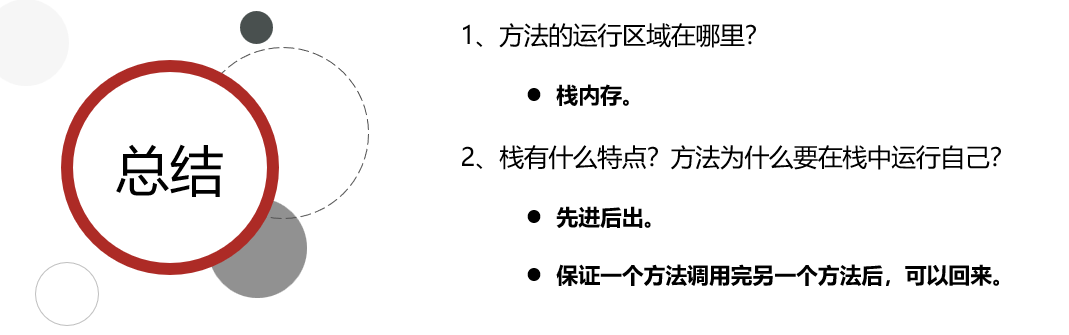 总结
1、方法的运行区域在哪里？
● 栈内存。
2、栈有什么特点？方法为什么要在栈中运行自己？
● 先进后出。
● 保证一个方法调用完另一个方法后，可以回来。